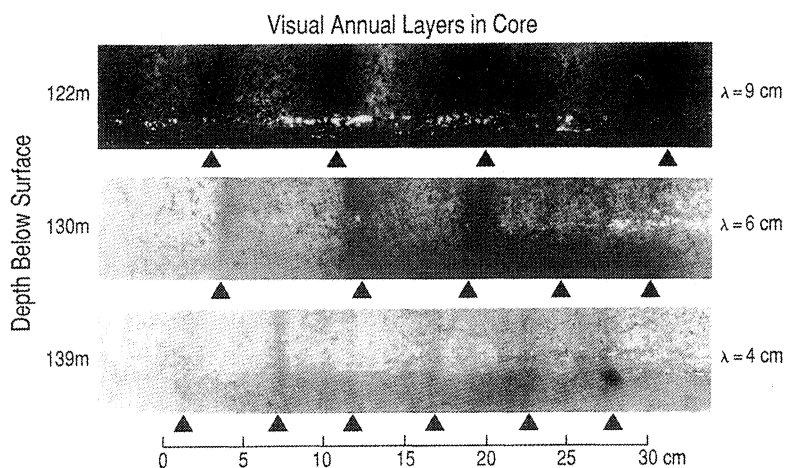 Visual Annual Layers in Core
122m
λ=9 cm
Depth Below Surface
130m
λ=6 cm
139m
λ=4 cm
0 5 10 15 20 25 30 cm